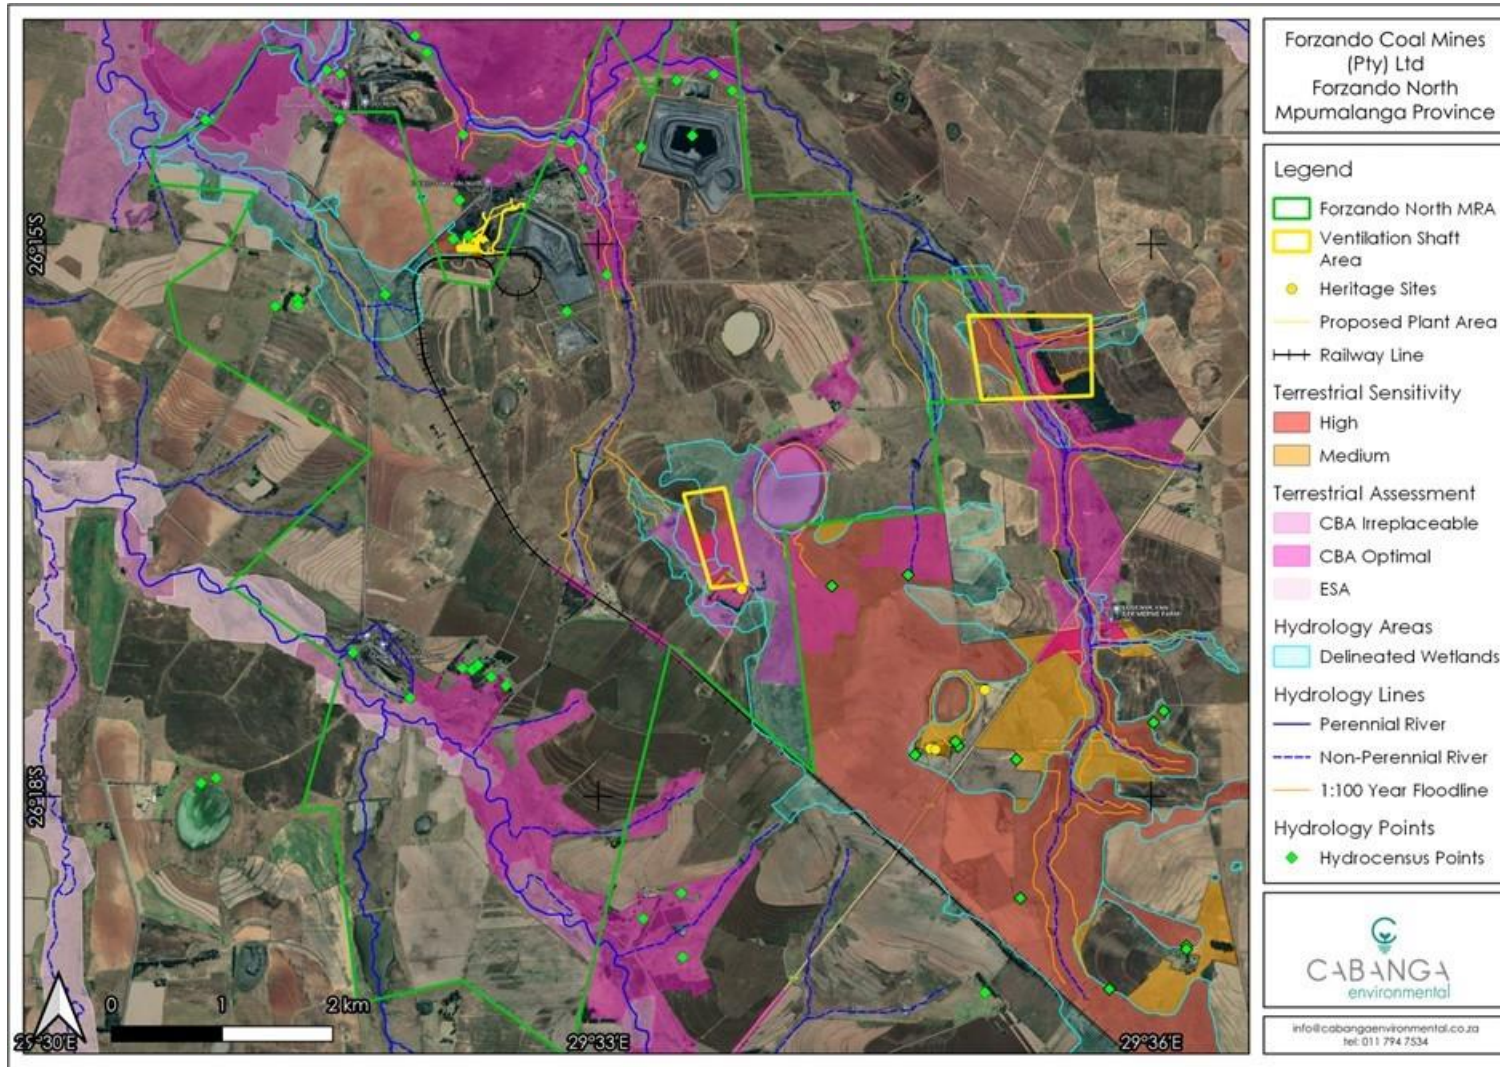 Forzando Coal Mines
(Pty) Ltd
Forzando North
Mpumalanga Province
Legend
Forzando North MRA
Ventilation Shaft
Area
Heritage Sites
Proposed Plant Area
Railway Line
Terrestrial Sensitivity
High
Medium
Terrestrial Assessment
CBA Irreplaceable
CBA Optimal
ESA
Hydrology Areas
Delineated Wetlands
Hydrology Lines
Perennial River
Non-Perennial River
1:100 Year Floodline
Hydrology Points
Hydrocensus Points
CABANGA
environmental
info@cabangaenvironmental.co.za
tel: 011 794 7534
26°15'S
26°18'S
0 1 2 km
29°30'E
29°33'E
29°36'E